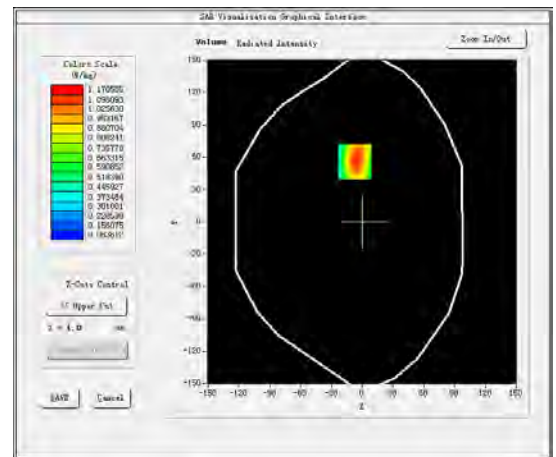 SAR Visualisation Graphical Interface
Volume Radiated Intensity
Zoom In/Out
Colors Scale
(W/kg)
1.170555
1.098093
1.025630
0.953167
0.880704
0.808241
0.735778
0.663315
0.590852
0.518390
0.445927
0.373464
0.301001
0.228538
0.156075
Z-Cuts Control
Upper Cut
SAVE
Cancel
150
120
90
60
30
0
-30
-60
-90
-120
-150
-150 -120 -90 -60 -30 0 30 60 90 120 150
X